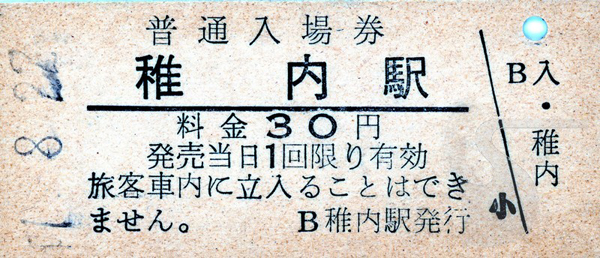 普通入場券
稚内駅
料金30円
発売当日1回限り有効
旅客車内に立入ることはでき
ません。 B稚内駅発行
B入・稚内
小
8.22